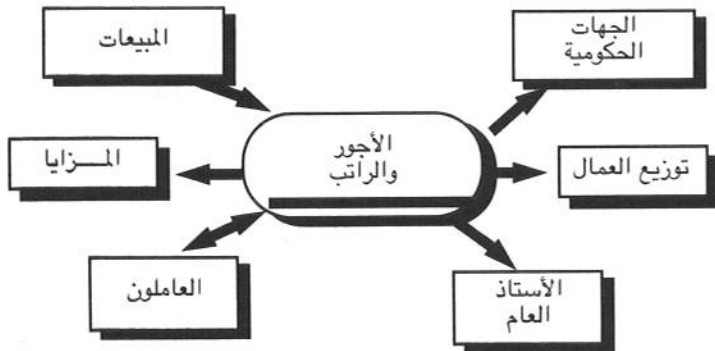 الجهات
الحكومية
المبيعات
الأجور
والراتب
توزيع العمال
المـــزايا
الأستاذ
العام
العاملون